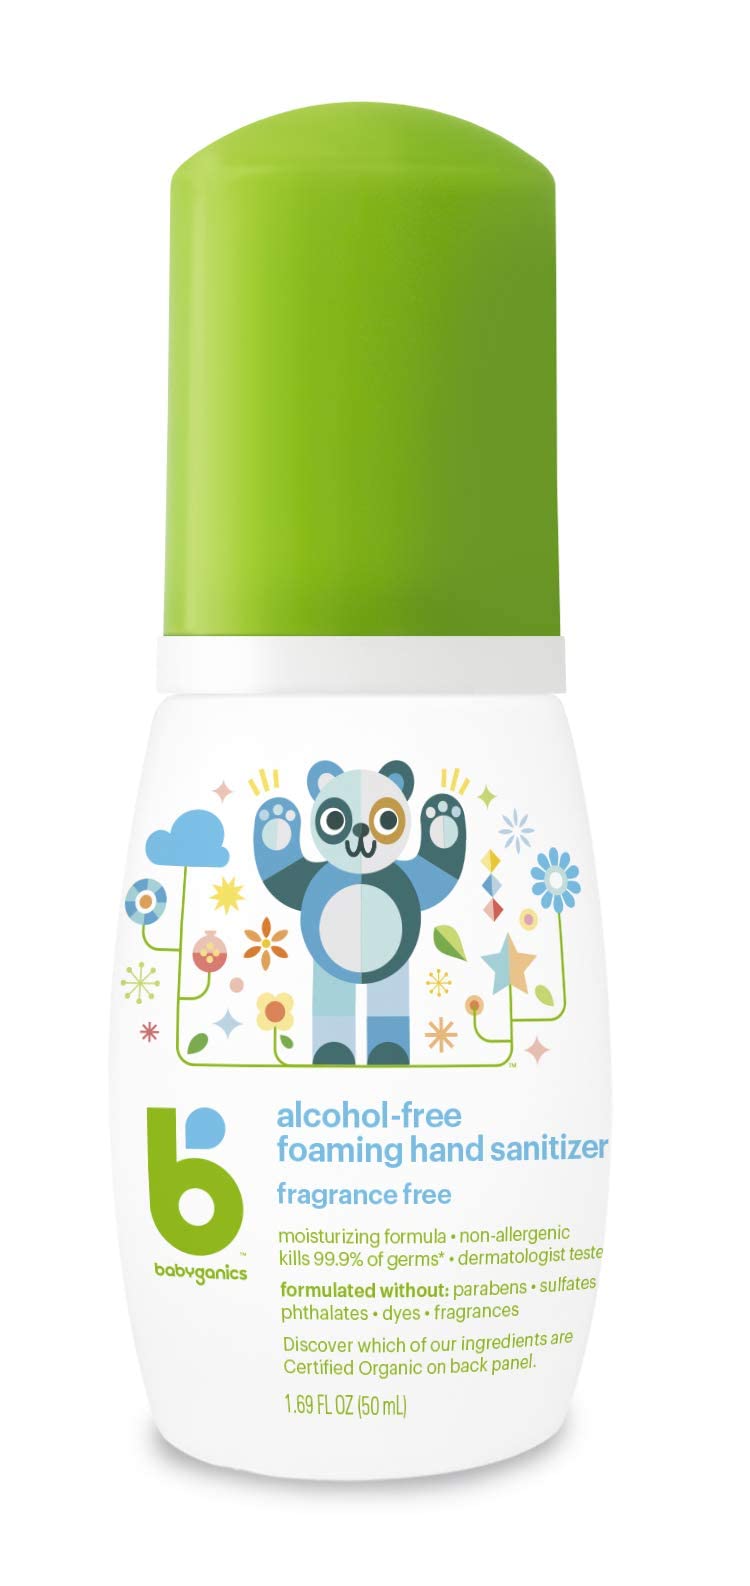 alcohol-free
foaming hand sanitizer
fragrance free
moisturizing formula • non-allergenic
kills 99.9% of germs* • dermatologist teste
formulated without: parabens • sulfates
phthalates • dyes • fragrances
Discover which of our ingredients are
Certified Organic on back panel.
1.69 FL OZ (50 mL)
b™
babyganics
™